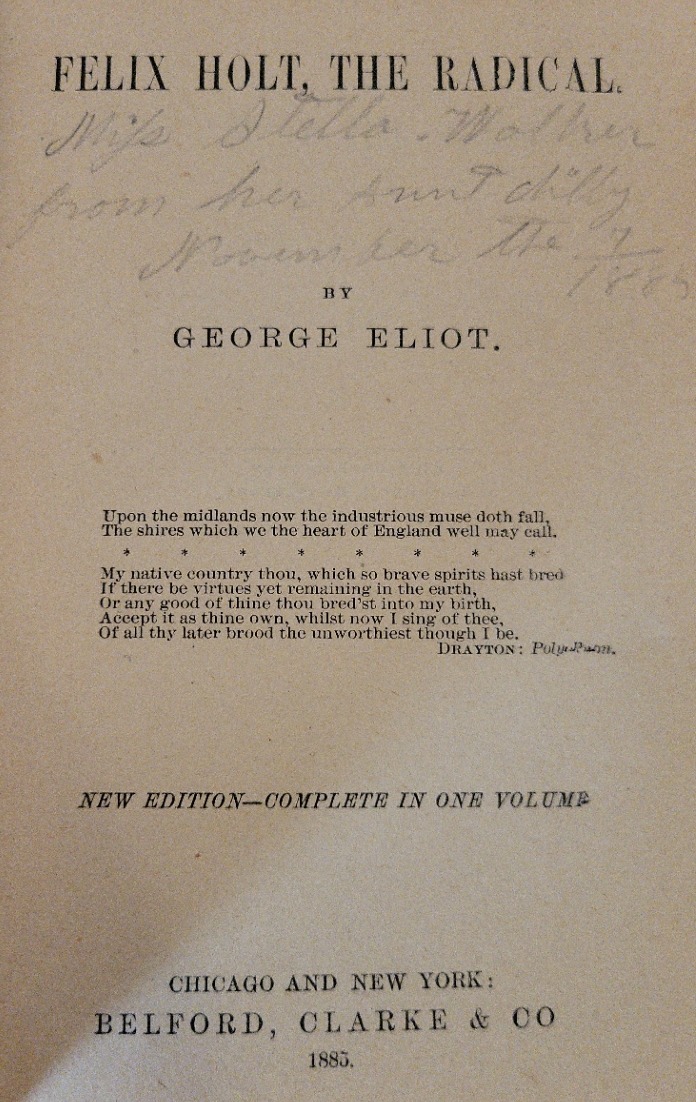 FELIX HOLT, THE RADICAL.
Miss Stella Walker
from her aunt dilly
November the 7
BY
GEORGE ELIOT.
Upon the midlands now the industrious muse doth fall,
The shires which we the heart of England well may call.
* * * * * * * *
My native country thou, which so brave spirits hast bred
If there be virtues yet remaining in the earth,
Or any good of thine thou bred'st into my birth,
Accept it as thine own, whilst now I sing of thee,
Of all thy later brood the unworthiest though I be.
DRAYTON:
NEW EDITION—COMPLETE IN ONE VOLUME
CHICAGO AND NEW YORK:
BELFORD, CLARKE & CO
1885.